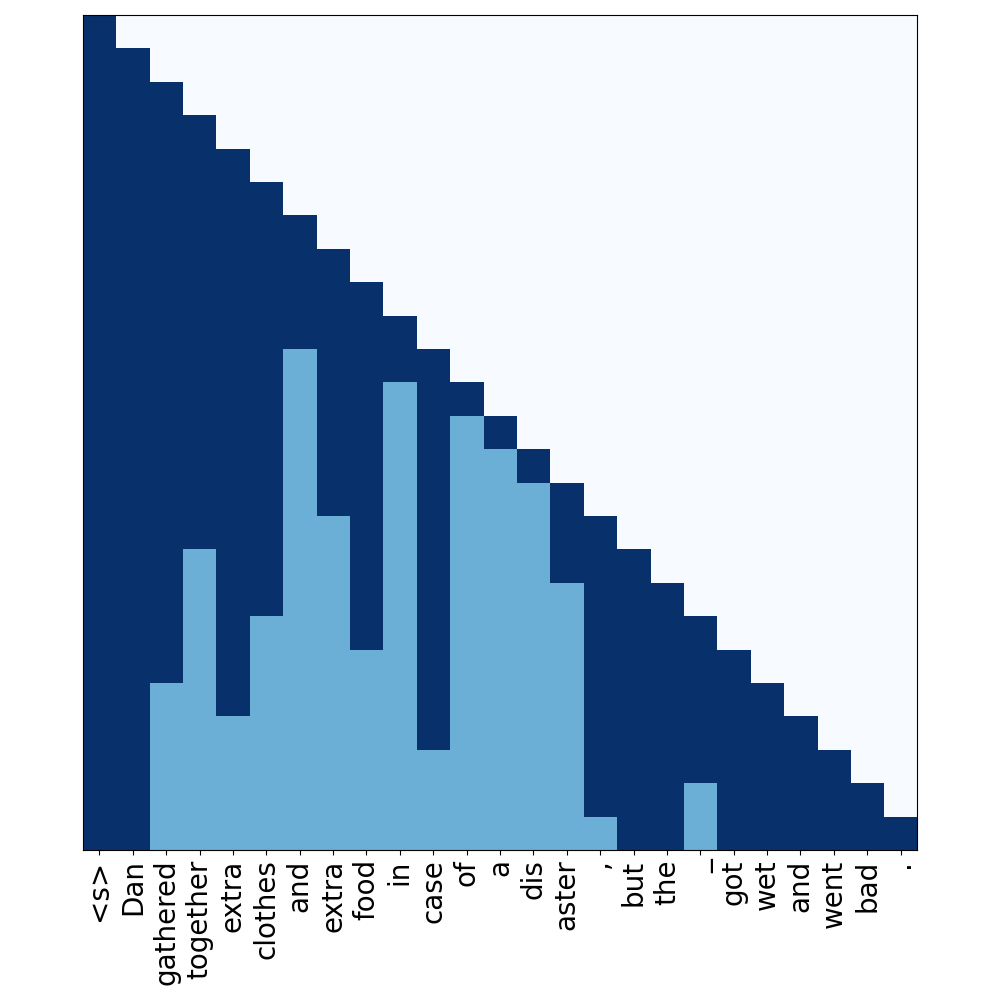 <s> Dan gathered together extra clothes and extra food in case of a dis aster , but the _ got wet and went bad .